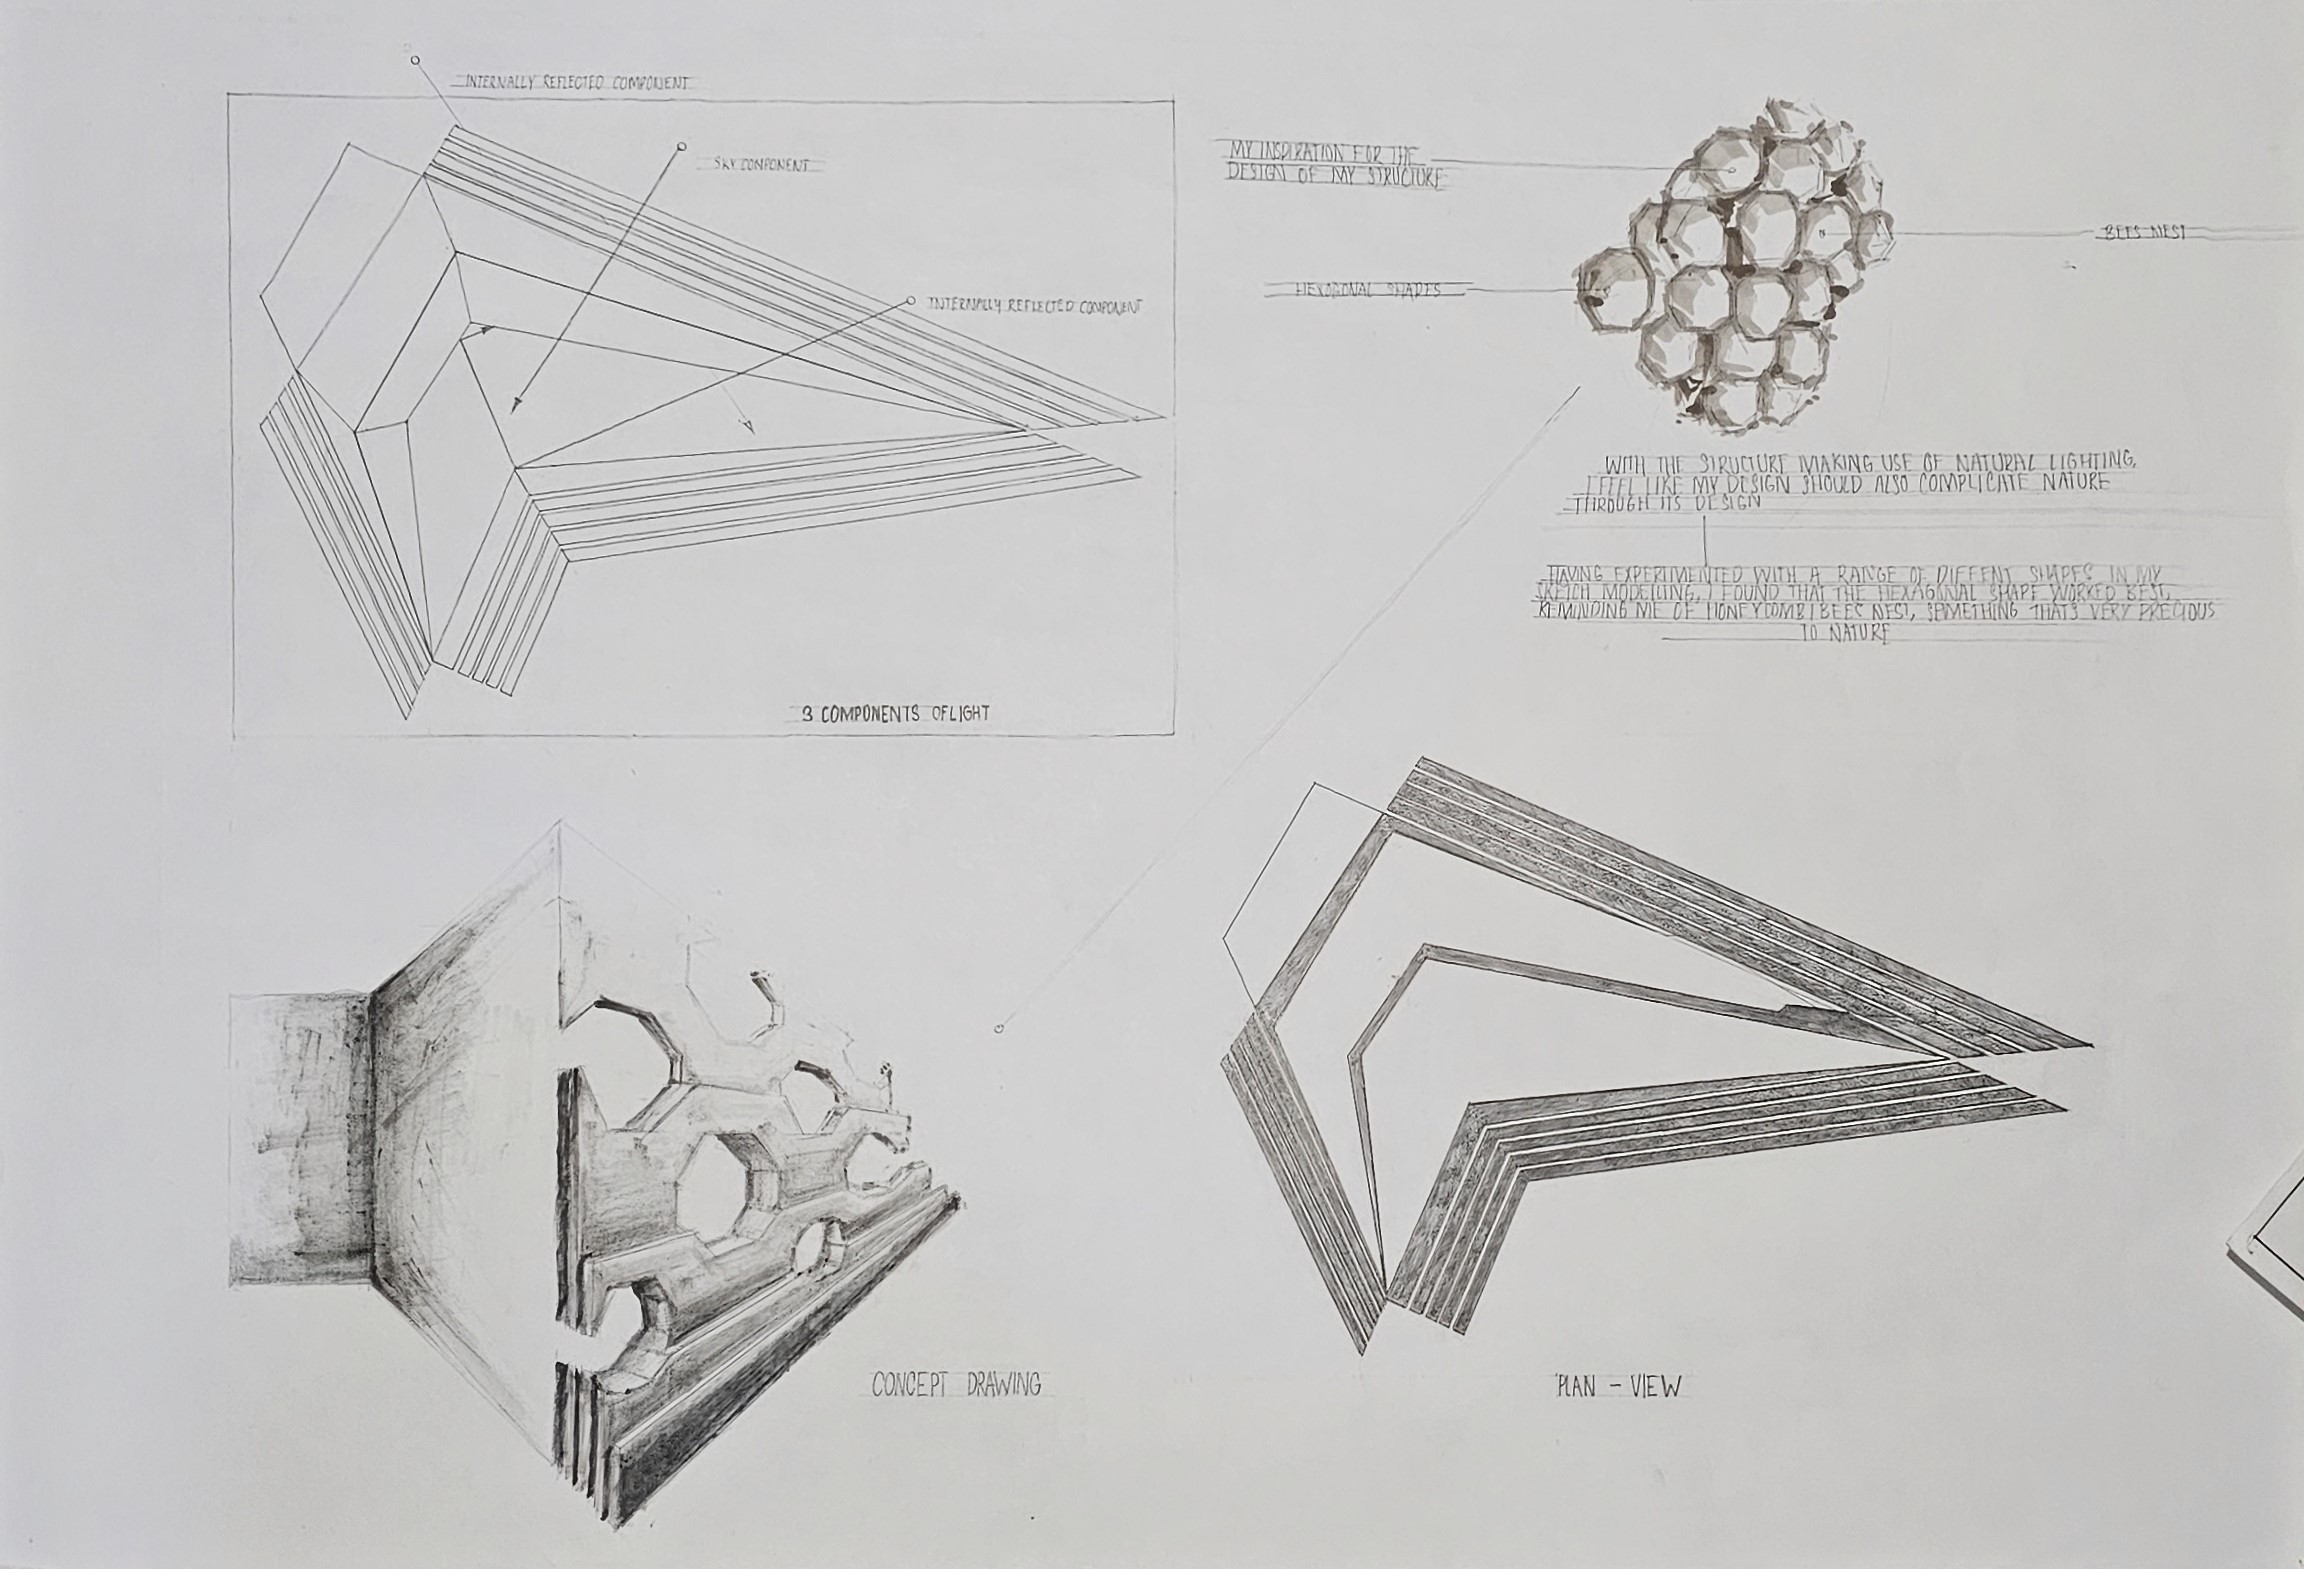 INTERNALLY REFLECTED COMPONENT
SKY COMPONENT
INTERNALLY REFLECTED COMPONENT
3 COMPONENTS OF LIGHT
MY INSPIRATION FOR THE
DESIGN OF MY STRUCTURE
BEES NEST
HEXOGONAL SHAPES
WITH THE STRUCTURE MAKING USE OF NATURAL LIGHTING,
I FEEL LIKE MY DESIGN SHOULD ALSO COMPLICATE NATURE
THROUGH ITS DESIGN
HAVING EXPERIMENTED WITH A RANGE OF DIFFENT SHAPES IN MY
SKETCH MODELLING, I FOUND THAT THE HEXAGONAL SHAPE WORKED BEST,
REMINDING ME OF HONEYCOMB/BEES NEST, SOMETHING THATS VERY PRECIOUS
TO NATURE
CONCEPT DRAWING
PLAN - VIEW